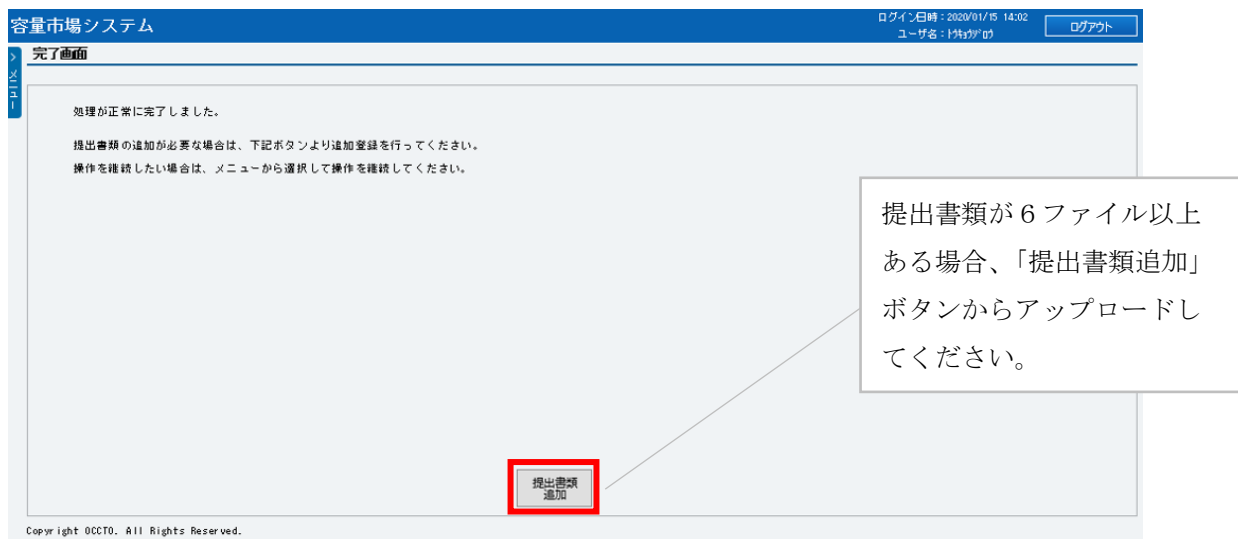 容量市場システム
ログイン日時：2020/01/15 14:02
ユーザ名：ﾄｳｷｮｳｼﾞﾛｳ
ログアウト
> メニュー
完了画面
処理が正常に完了しました。
提出書類の追加が必要な場合は、下記ボタンより追加登録を行ってください。
操作を継続したい場合は、メニューから選択して操作を継続してください。
提出書類が６ファイル以上
ある場合、「提出書類追加」
ボタンからアップロードし
てください。
提出書類
追加
Copyright OCCTO. All Rights Reserved.